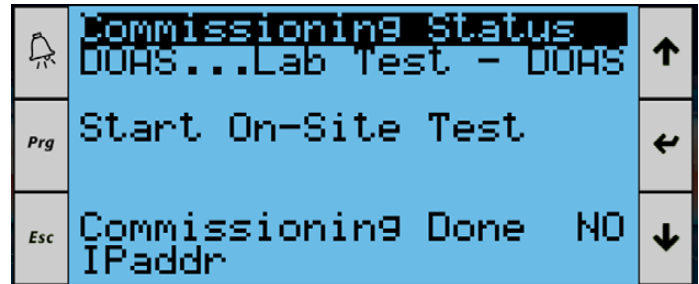 Commissioning Status
DOAS...Lab Test - DOAS
Prg
Start On-Site Test
Esc
Commissioning Done NO
IPaddr